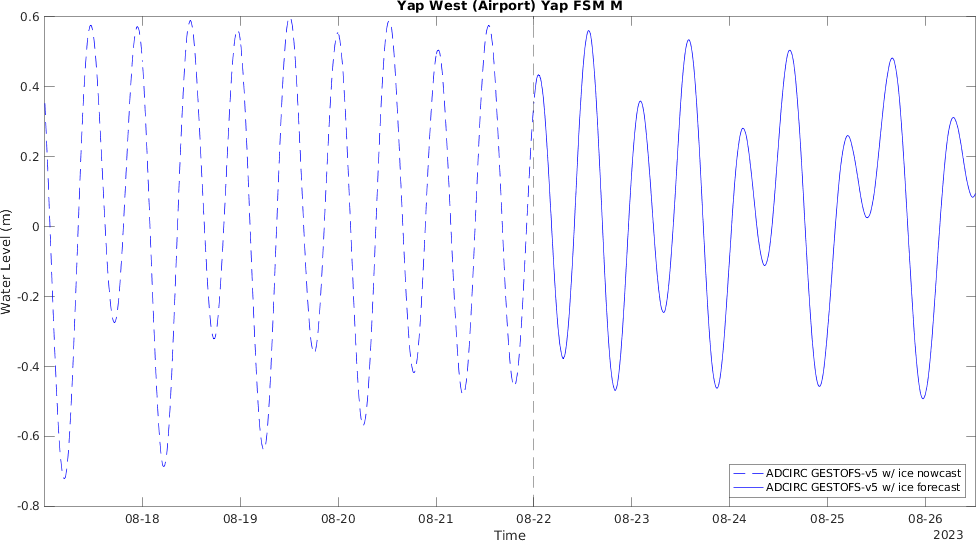 Yap West (Airport) Yap FSM M
Water Level (m)
0.6
0.4
0.2
0
-0.2
-0.4
-0.6
-0.8
ADCIRC GESTOFS-v5 w/ ice nowcast
ADCIRC GESTOFS-v5 w/ ice forecast
08-18 08-19 08-20 08-21 08-22 08-23 08-24 08-25 08-26
Time
2023